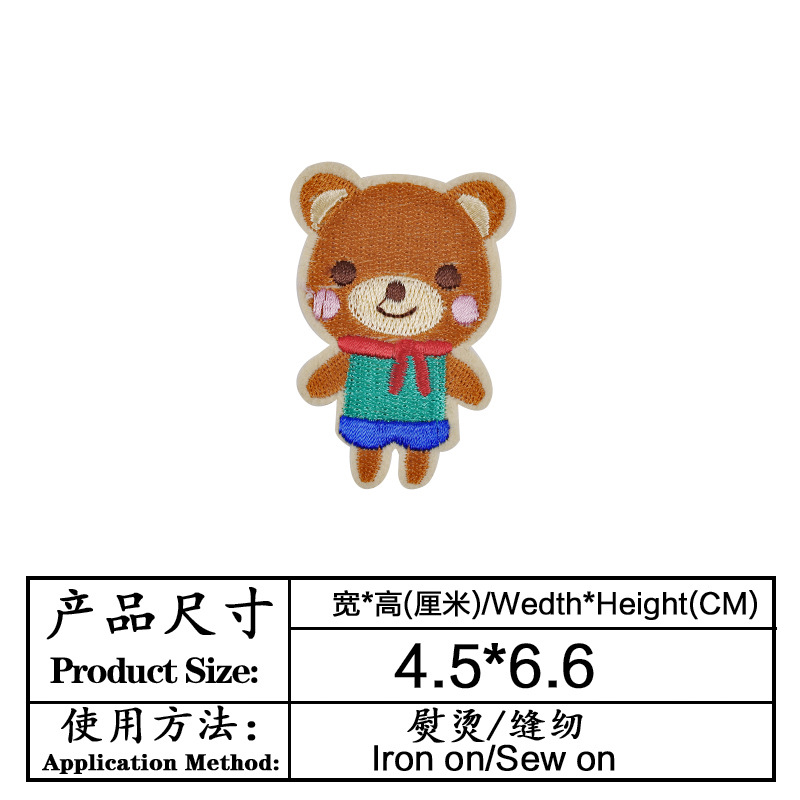 产品尺寸
Product Size:
宽*高(厘米)/Wedth*Height(CM)
4.5*6.6
使用方法：
Application Method:
熨烫/缝纫
Iron on/Sew on